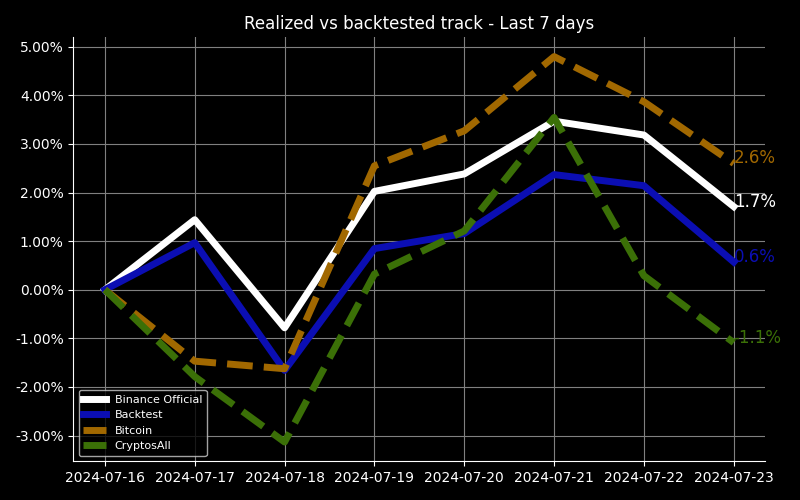 Realized vs backtested track - Last 7 days
5.00%
4.00%
3.00%
2.00%
1.00%
0.00%
-1.00%
-2.00%
-3.00%
2.6%
1.7%
0.6%
-1.1%
Binance Official
Backtest
Bitcoin
CryptosAll
2024-07-16 2024-07-17 2024-07-18 2024-07-19 2024-07-20 2024-07-21 2024-07-22 2024-07-23